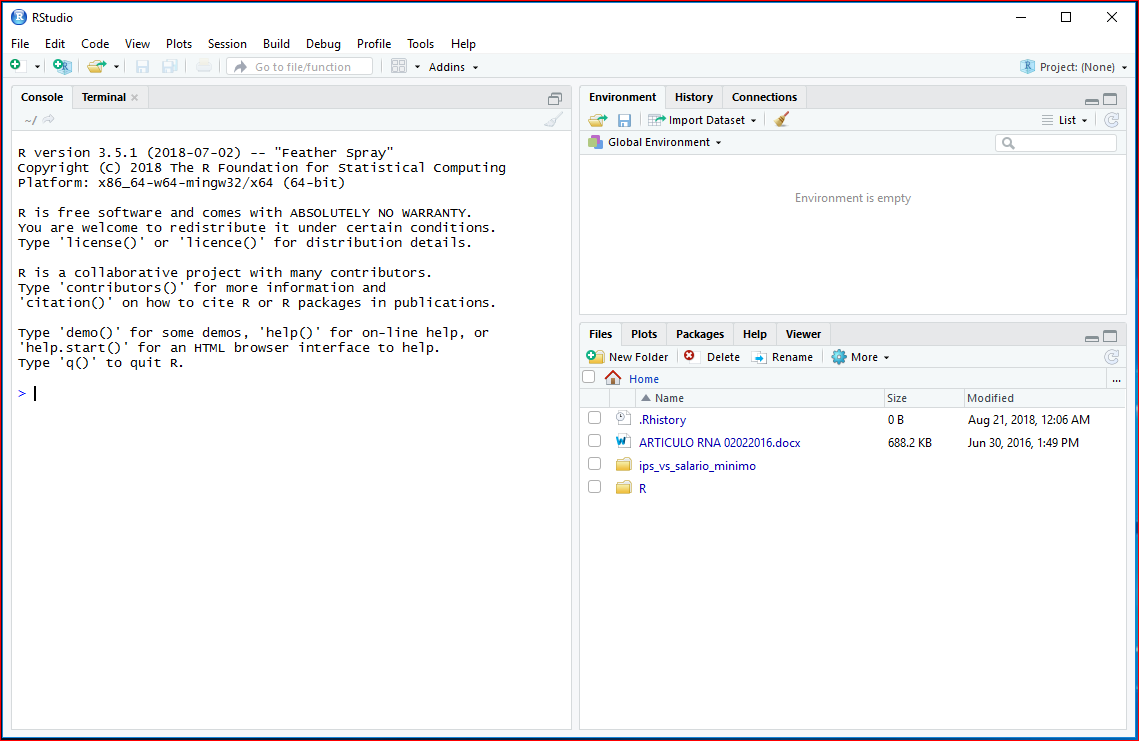 RStudio
File Edit Code View Plots Session Build Debug Profile Tools Help
Go to file/function Addins Project: (None)
Console Terminal
~/
R version 3.5.1 (2018-07-02) -- "Feather Spray"
Copyright (C) 2018 The R Foundation for Statistical Computing
Platform: x86_64-w64-mingw32/x64 (64-bit)
R is free software and comes with ABSOLUTELY NO WARRANTY.
You are welcome to redistribute it under certain conditions.
Type 'license()' or 'licence()' for distribution details.
R is a collaborative project with many contributors.
Type 'contributors()' for more information and
'citation()' on how to cite R or R packages in publications.
Type 'demo()' for some demos, 'help()' for on-line help, or
'help.start()' for an HTML browser interface to help.
Type 'q()' to quit R.
>
Environment History Connections
Import Dataset List
Global Environment
Environment is empty
Files Plots Packages Help Viewer
New Folder Delete Rename More
Home ...
Name Size Modified
.Rhistory 0 B Aug 21, 2018, 12:06 AM
ARTICULO RNA 02022016.docx 688.2 KB Jun 30, 2016, 1:49 PM
ips_vs_salario_minimo
R